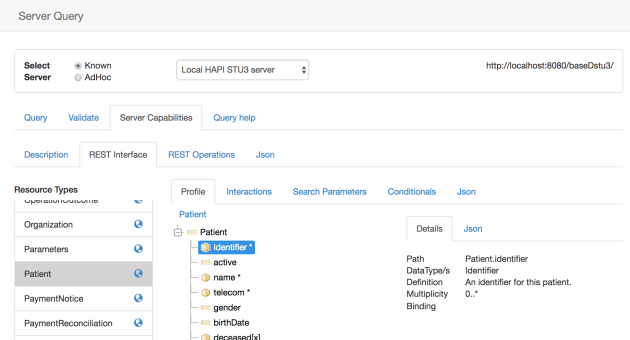 Server Query
Select Server
Known
AdHoc
Local HAPI STU3 server
http://localhost:8080/baseDstu3/
Query Validate Server Capabilities Query help
Description REST Interface REST Operations Json
Resource Types
OperationOutcome
Organization
Parameters
Patient
PaymentNotice
PaymentReconciliation
Profile Interactions Search Parameters Conditionals Json
Patient
Patient
identifier *
active
name *
telecom *
gender
birthDate
deceased[x]
Details Json
Path Patient.identifier
DataType/s Identifier
Definition An identifier for this patient.
Multiplicity 0..*
Binding